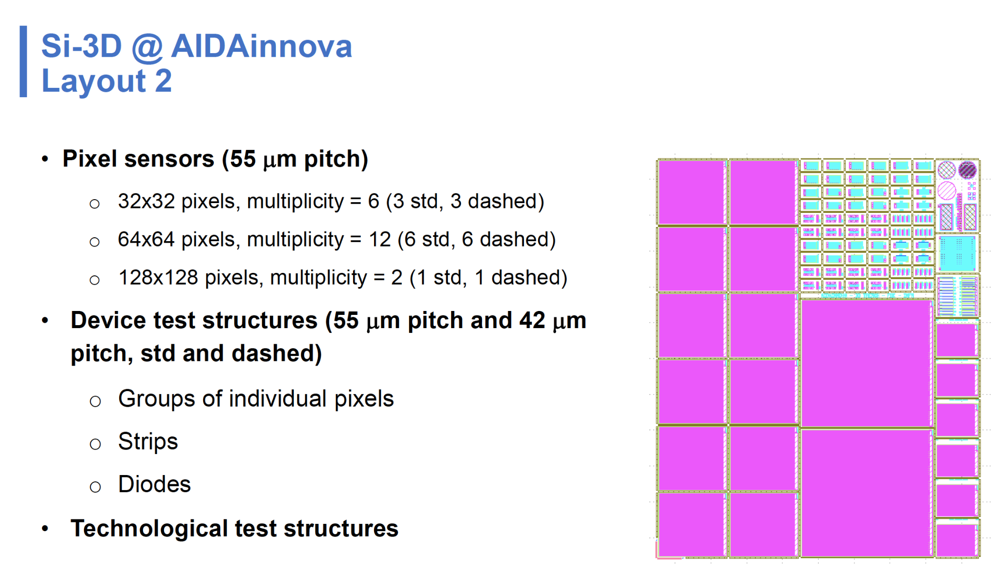 Si-3D @ AIDAinnova
Layout 2
• Pixel sensors (55 μm pitch)
o 32x32 pixels, multiplicity = 6 (3 std, 3 dashed)
o 64x64 pixels, multiplicity = 12 (6 std, 6 dashed)
o 128x128 pixels, multiplicity = 2 (1 std, 1 dashed)
• Device test structures (55 μm pitch and 42 μm
pitch, std and dashed)
o Groups of individual pixels
o Strips
o Diodes
• Technological test structures